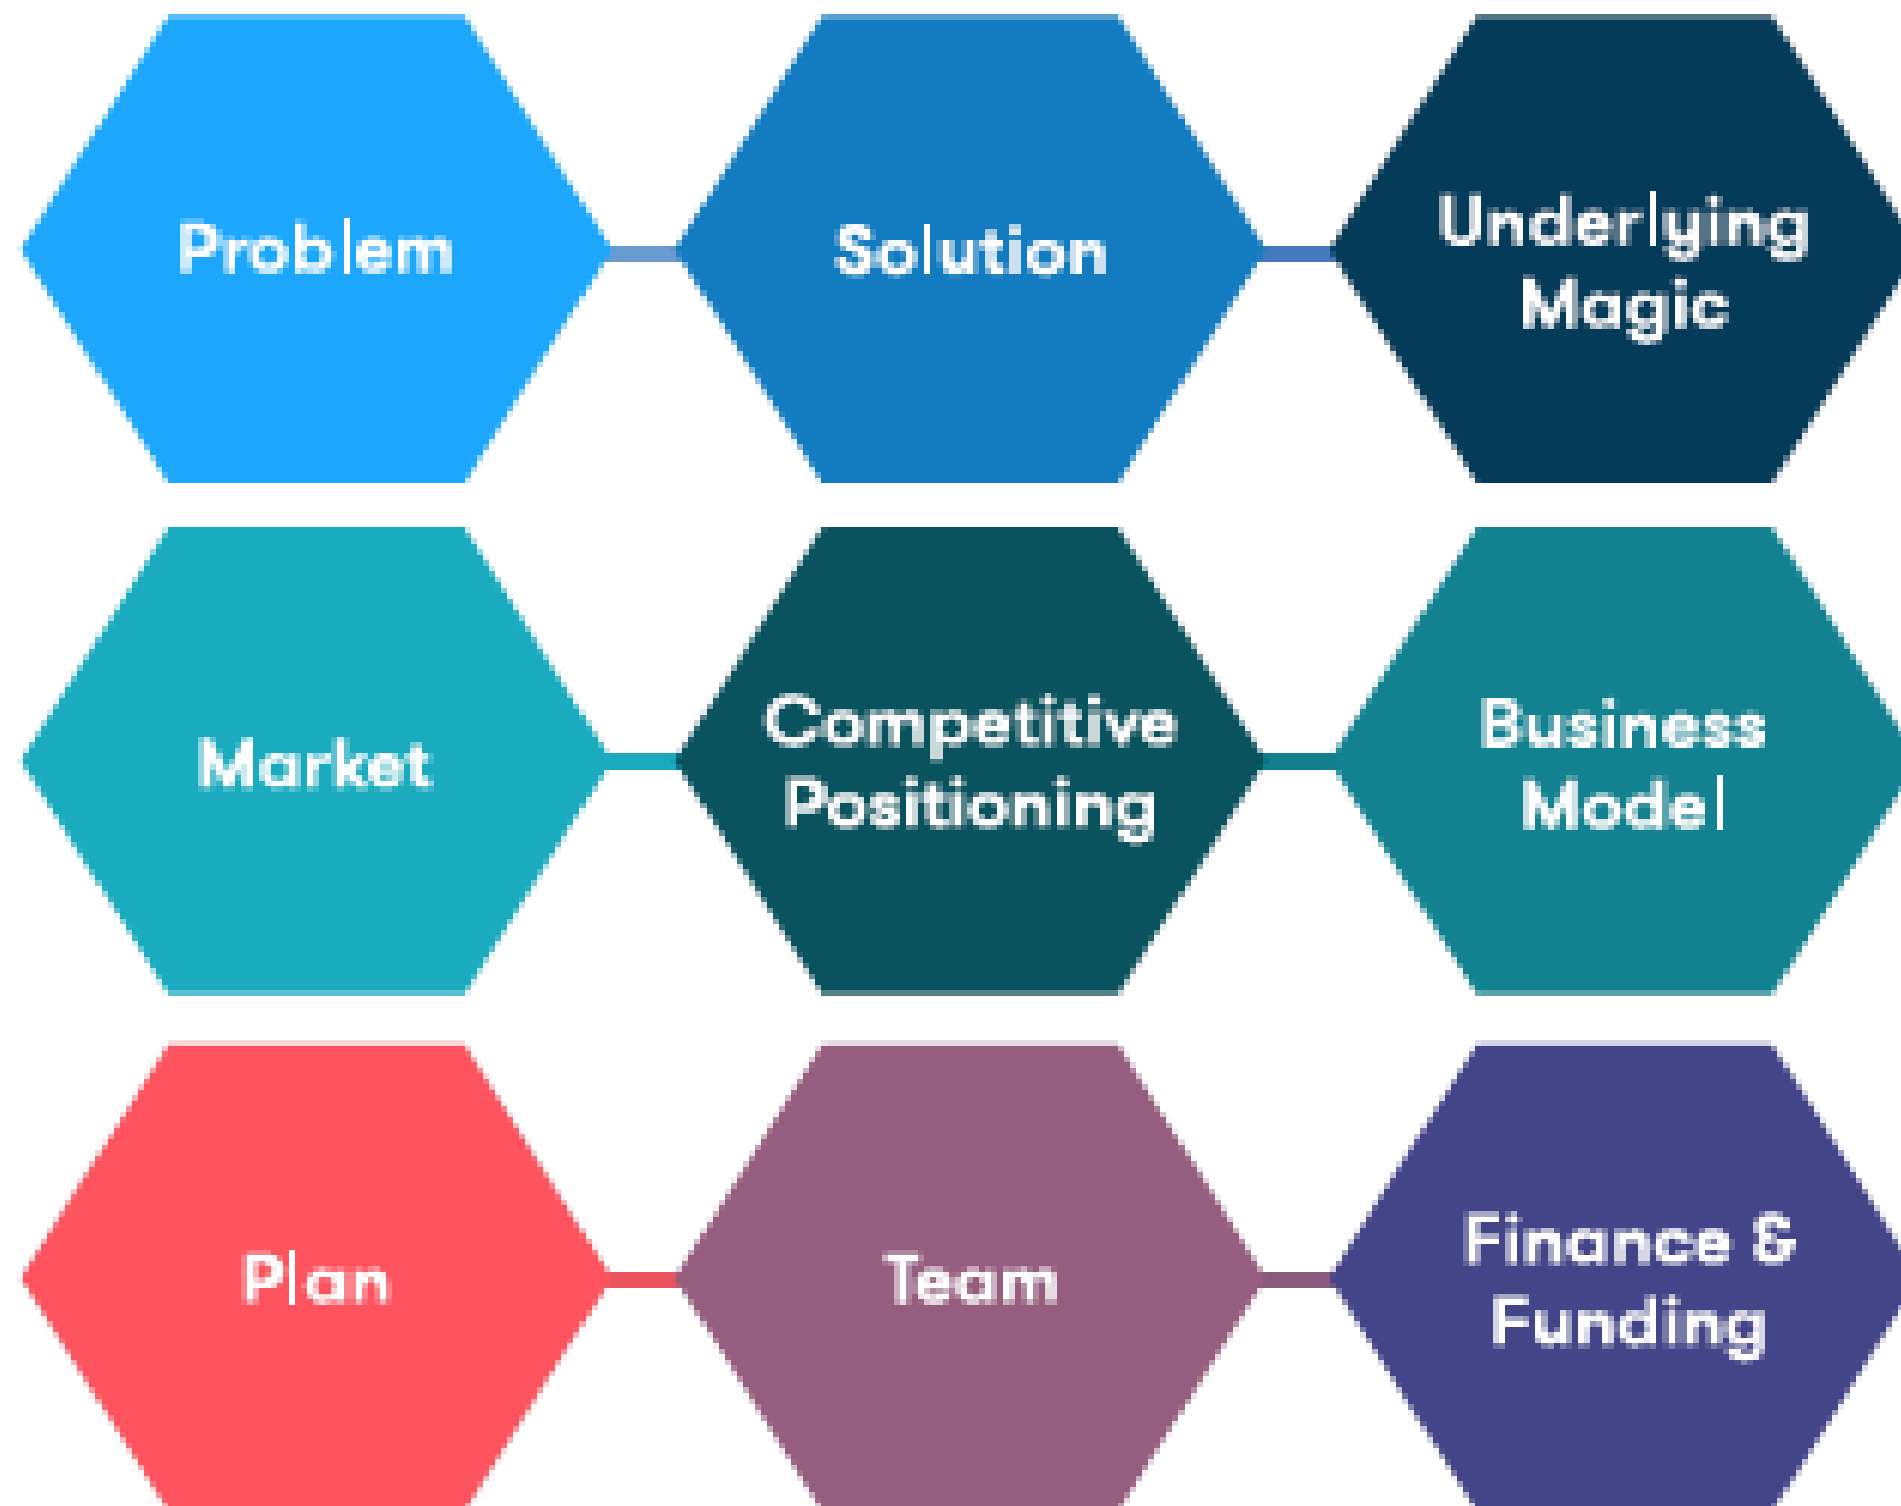 Problem
Solution
Underlying
Magic
Market
Competitive
Positioning
Business
Model
Plan
Team
Finance &
Funding